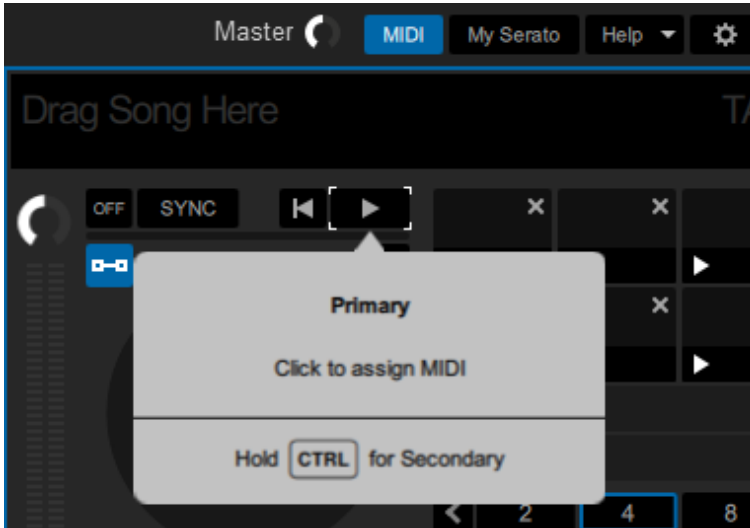 Master
MIDI
My Serato
Help
Drag Song Here
OFF
SYNC
Primary
Click to assign MIDI
Hold CTRL for Secondary
2
4
8